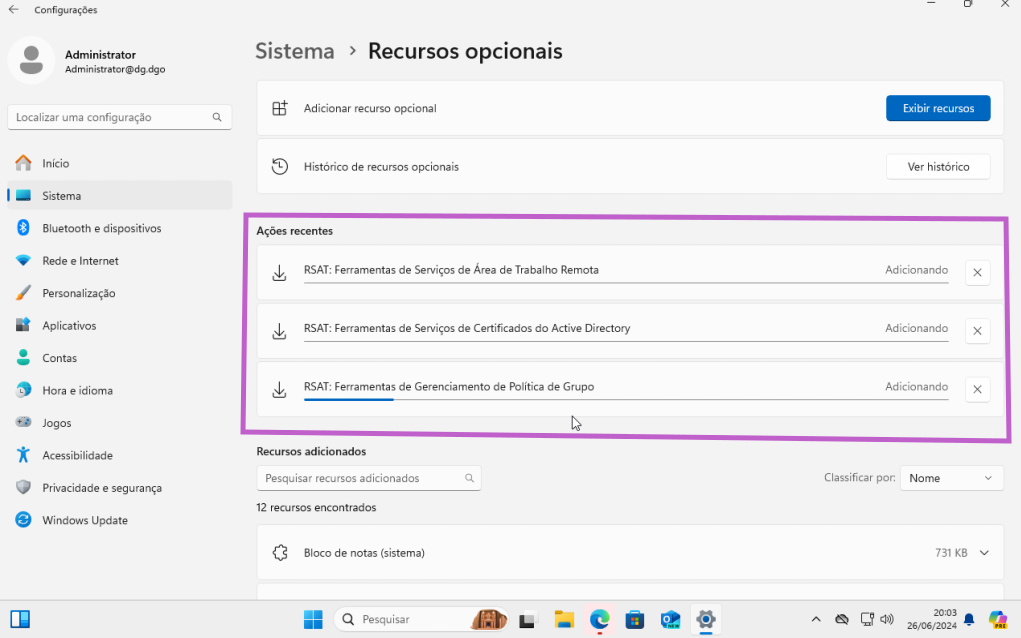 Configurações
Administrator
Administrator@dg.dgo
Localizar uma configuração
Início
Sistema
Bluetooth e dispositivos
Rede e Internet
Personalização
Aplicativos
Contas
Hora e idioma
Jogos
Acessibilidade
Privacidade e segurança
Windows Update
Sistema > Recursos opcionais
Adicionar recurso opcional
Exibir recursos
Histórico de recursos opcionais
Ver histórico
Ações recentes
RSAT: Ferramentas de Serviços de Área de Trabalho Remota
Adicionando
RSAT: Ferramentas de Serviços de Certificados do Active Directory
Adicionando
RSAT: Ferramentas de Gerenciamento de Política de Grupo
Adicionando
Recursos adicionados
Pesquisar recursos adicionados
Classificar por:
Nome
12 recursos encontrados
Bloco de notas (sistema)
731 KB
Pesquisar
NEW
20:03
26/06/2024
PRE